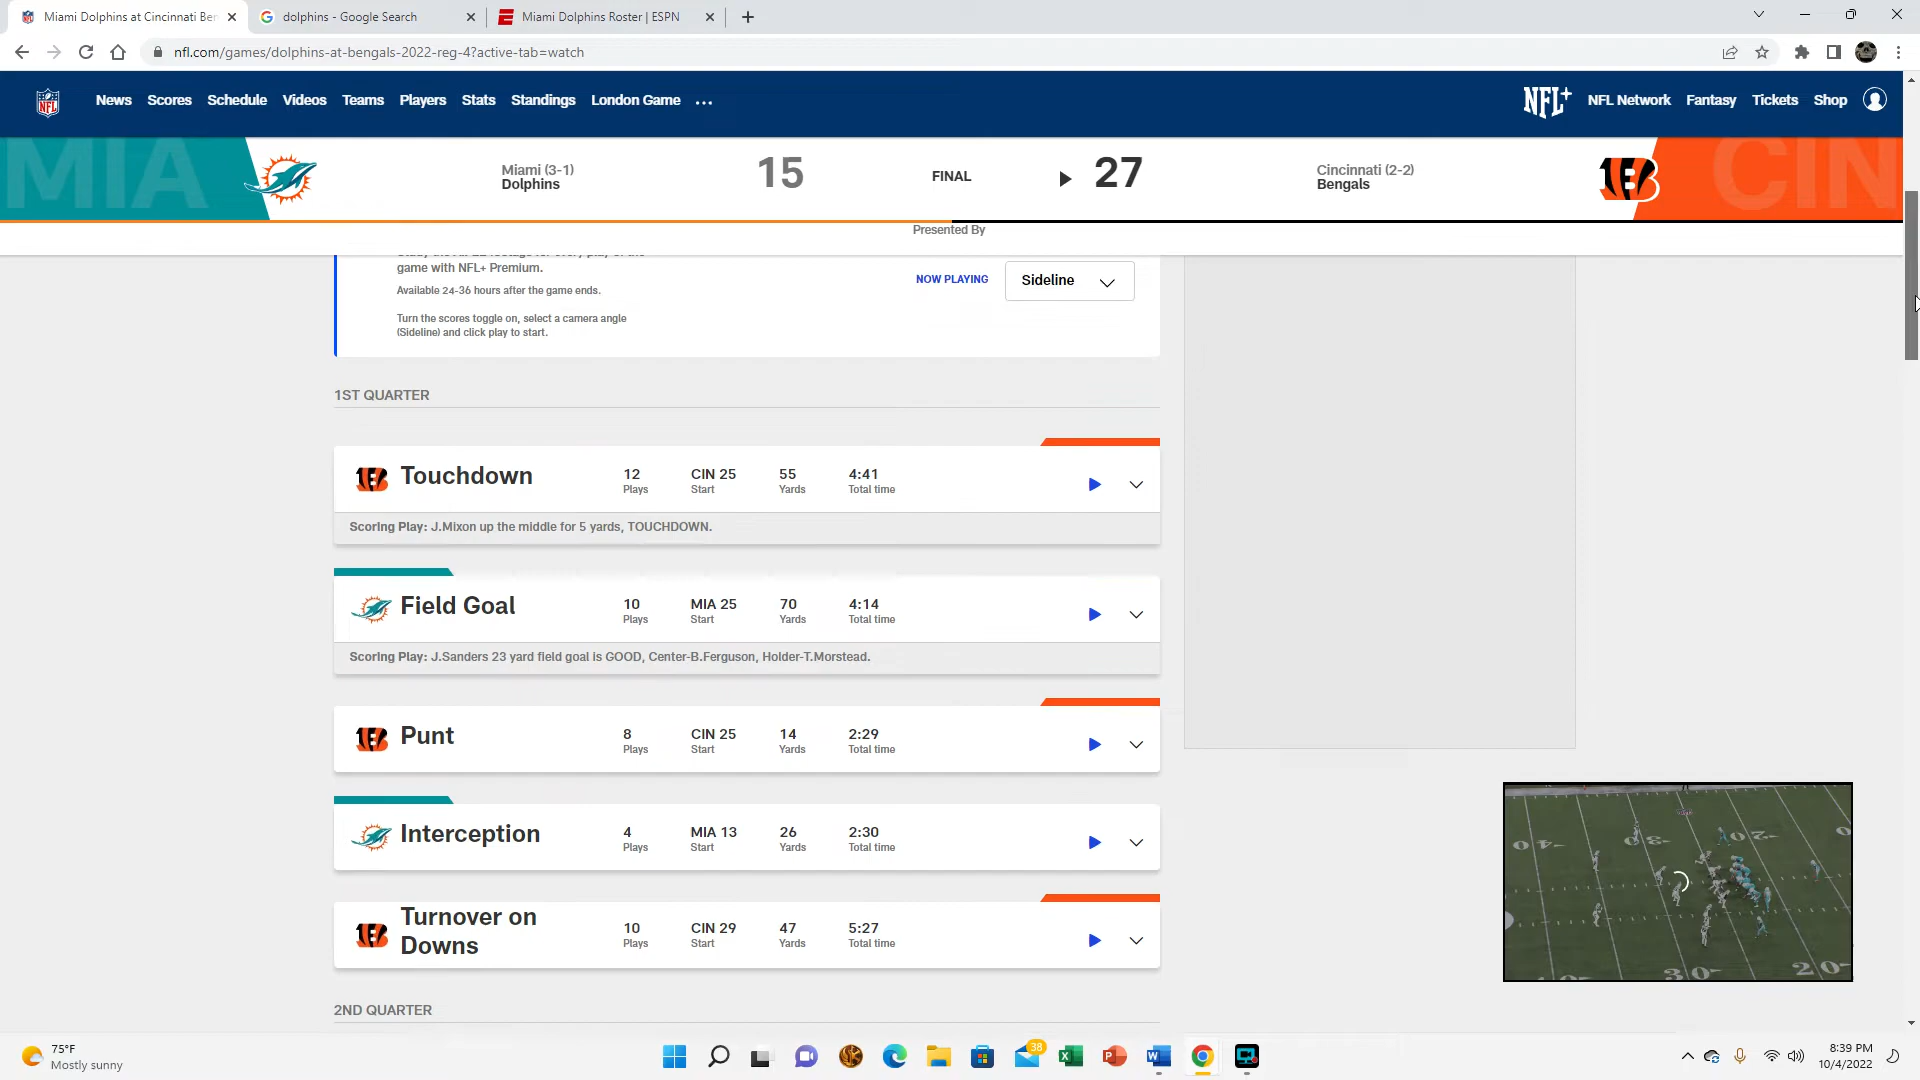 Miami Dolphins at Cincinnati Ben
dolphins - Google Search
Miami Dolphins Roster | ESPN
nfl.com/games/dolphins-at-bengals-2022-reg-4?active-tab=watch
NFL
News Scores Schedule Videos Teams Players Stats Standings London Game ...
NFL+ NFL Network Fantasy Tickets Shop
MIA
Miami (3-1)
Dolphins
15
FINAL
27
Cincinnati (2-2)
Bengals
CIN
Presented By
game with NFL+ Premium.
Available 24-36 hours after the game ends.
Turn the scores toggle on, select a camera angle
(Sideline) and click play to start.
NOW PLAYING
Sideline
1ST QUARTER
Touchdown
12 CIN 25 55 4:41
Plays Start Yards Total time
Scoring Play: J.Mixon up the middle for 5 yards, TOUCHDOWN.
Field Goal
10 MIA 25 70 4:14
Plays Start Yards Total time
Scoring Play: J.Sanders 23 yard field goal is GOOD, Center-B.Ferguson, Holder-T.Morstead.
Punt
8 CIN 25 14 2:29
Plays Start Yards Total time
Interception
4 MIA 13 26 2:30
Plays Start Yards Total time
Turnover on
Downs
10 CIN 29 47 5:27
Plays Start Yards Total time
2ND QUARTER
75°F
Mostly sunny
38
8:39 PM
10/4/2022